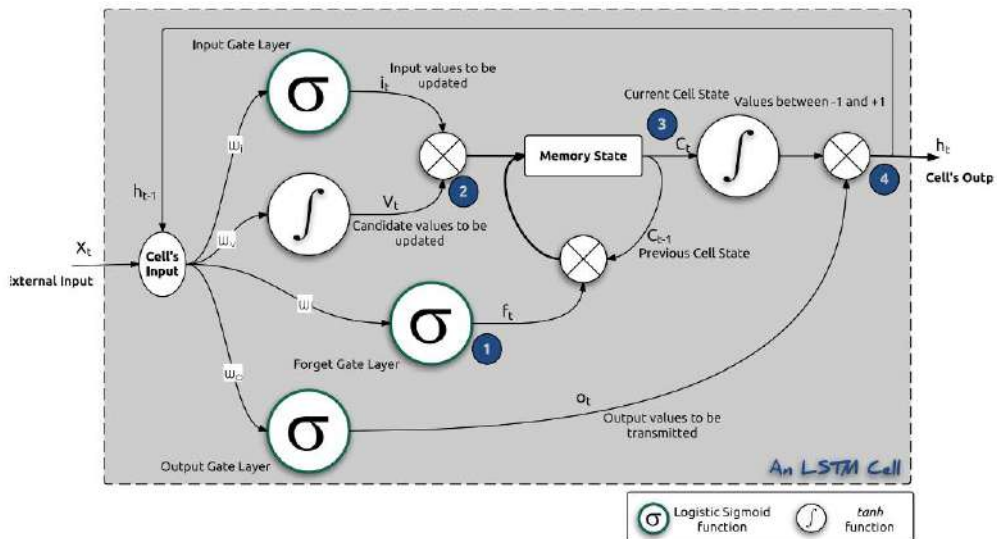 Input Gate Layer
σ
i_t
Input values to be
updated
ω_i
h_{t-1}
Current Cell State
Values between -1 and +1
3
C_t
∫
Memory State
h_t
4
Cell's Outp
2
V_t
Candidate values to be
updated
∫
ω_v
X_t
External Input
Cell's
Input
C_{t-1}
Previous Cell State
ω
σ
f_t
1
Forget Gate Layer
ω_o
σ
o_t
Output values to be
transmitted
Output Gate Layer
An LSTM Cell
σ
Logistic Sigmoid
function
∫
tanh
function